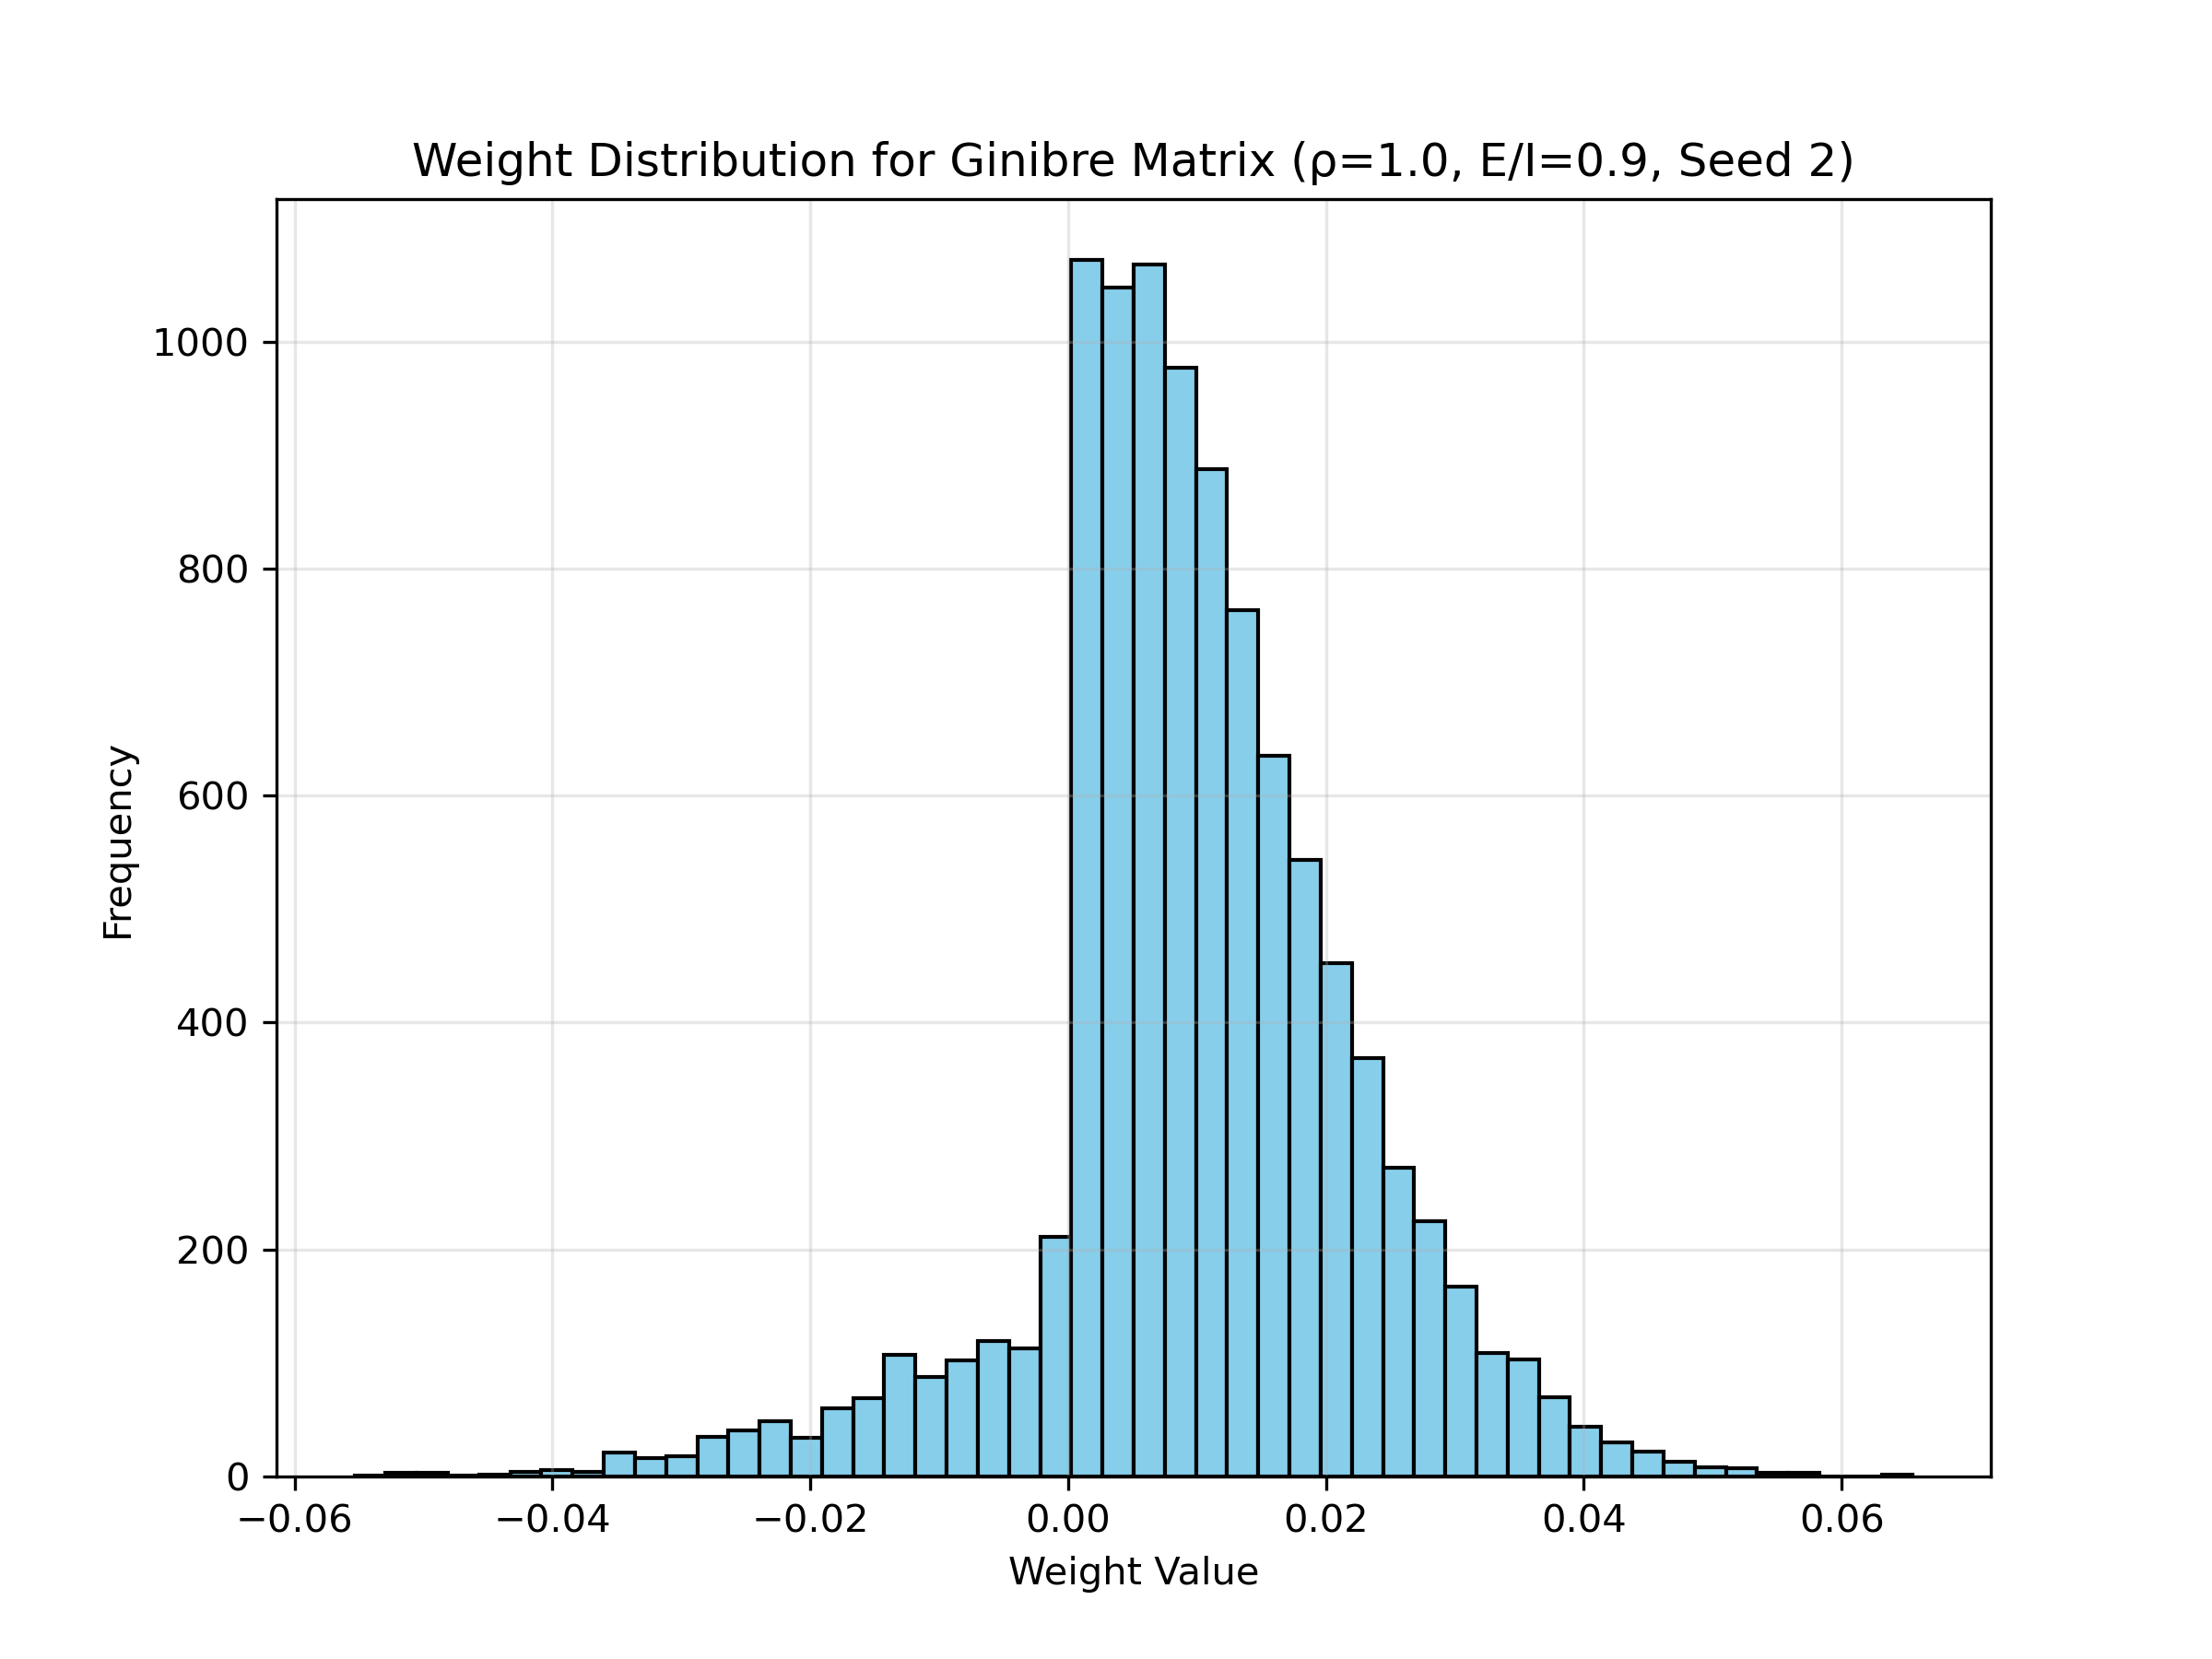 Weight Distribution for Ginibre Matrix (ρ=1.0, E/I=0.9, Seed 2)
Frequency
1000
800
600
400
200
0
−0.06 −0.04 −0.02 0.00 0.02 0.04 0.06
Weight Value